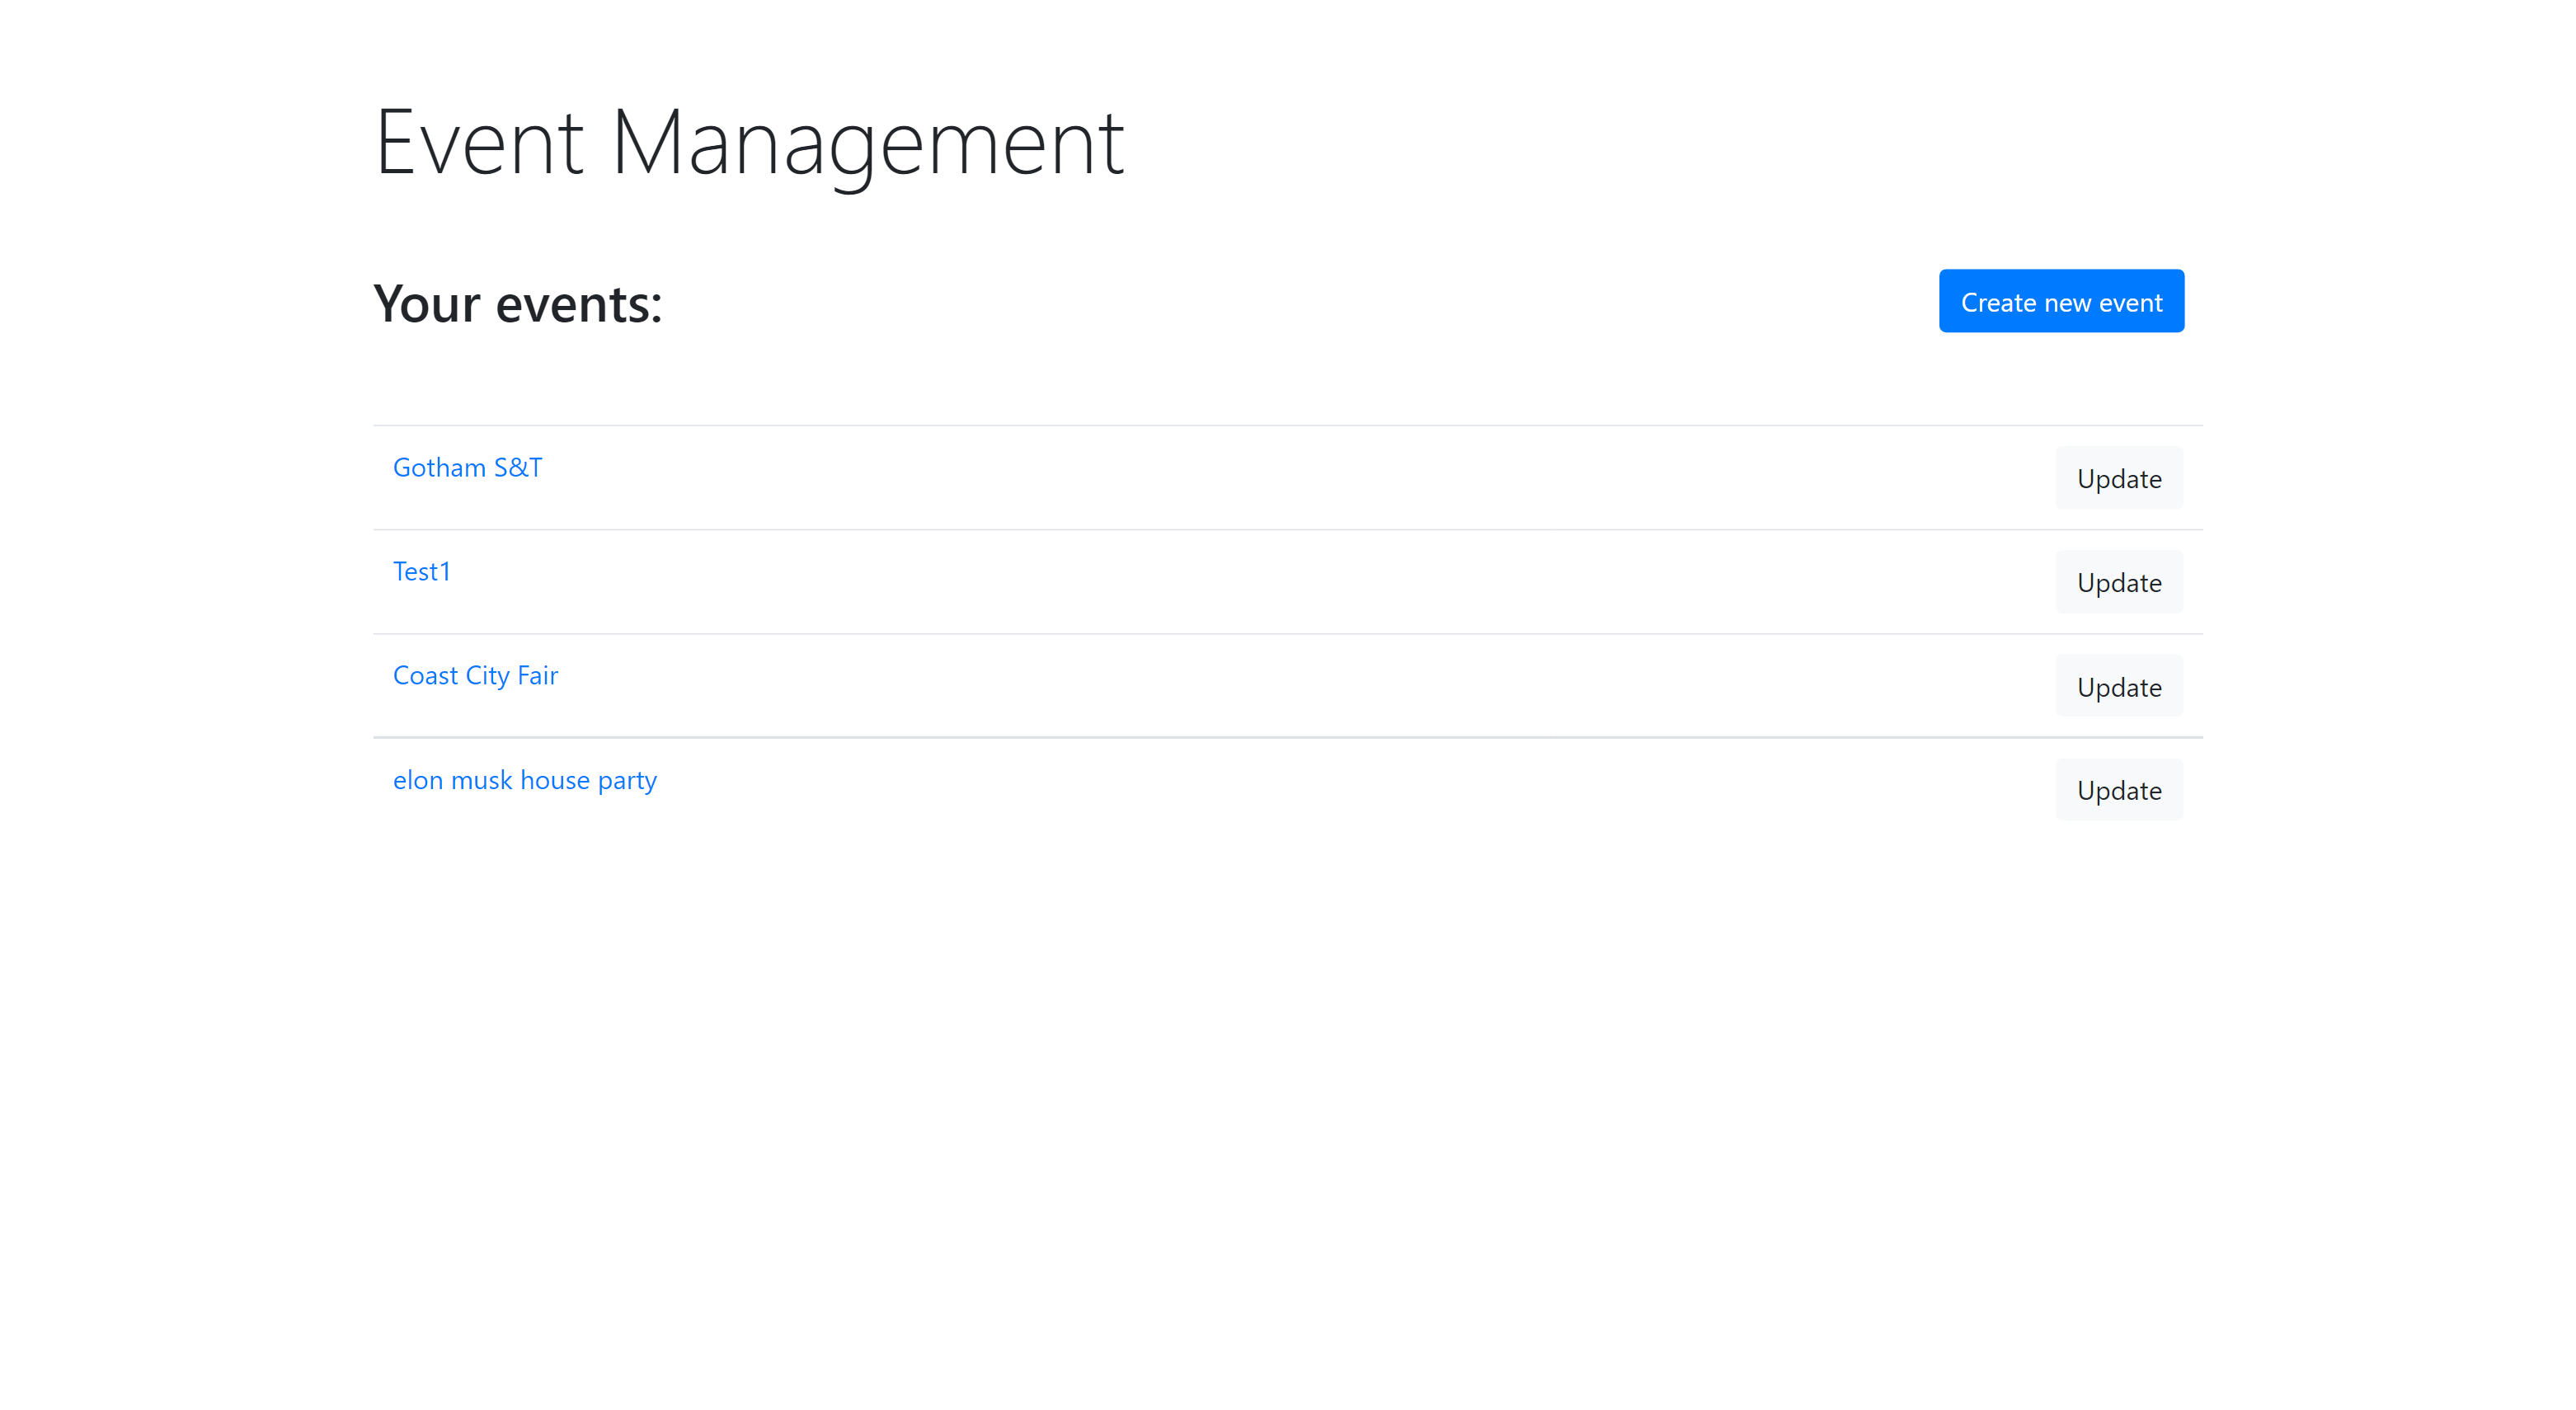 Event Management
Your events:
Create new event
Gotham S&T
Update
Test1
Update
Coast City Fair
Update
elon musk house party
Update